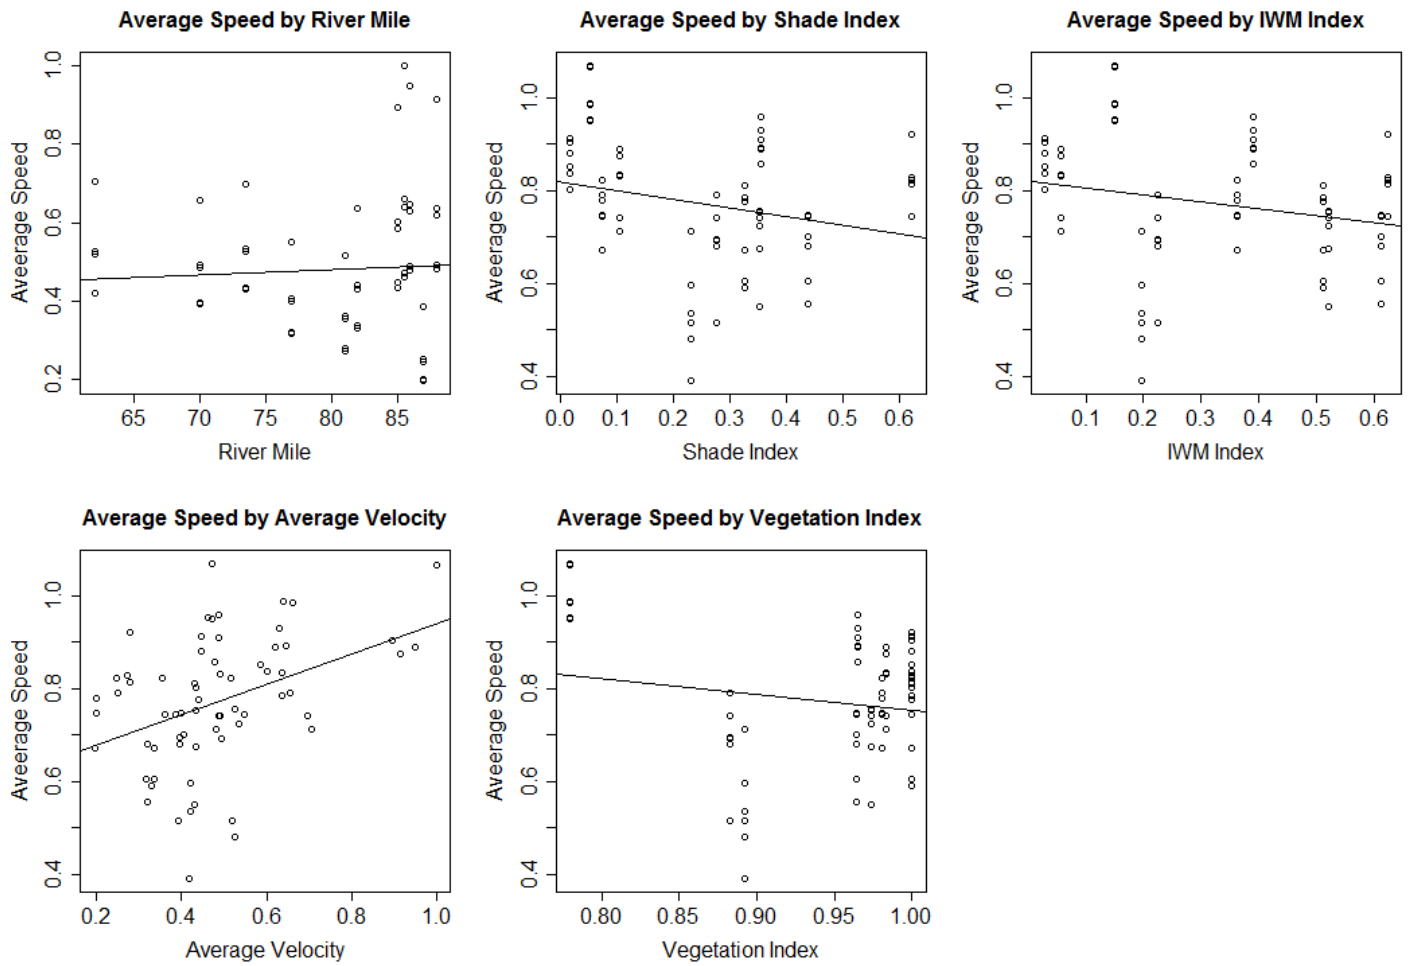 Average Speed by River Mile
Aveerage Speed
1.0
0.8
0.6
0.4
0.2
65 70 75 80 85
River Mile
Average Speed by Shade Index
Aveerage Speed
1.0
0.8
0.6
0.4
0.0 0.1 0.2 0.3 0.4 0.5 0.6
Shade Index
Average Speed by IWM Index
Aveerage Speed
1.0
0.8
0.6
0.4
0.1 0.2 0.3 0.4 0.5 0.6
IWM Index
Average Speed by Average Velocity
Aveerage Speed
1.0
0.8
0.6
0.4
0.2 0.4 0.6 0.8 1.0
Average Velocity
Average Speed by Vegetation Index
Aveerage Speed
1.0
0.8
0.6
0.4
0.80 0.85 0.90 0.95 1.00
Vegetation Index